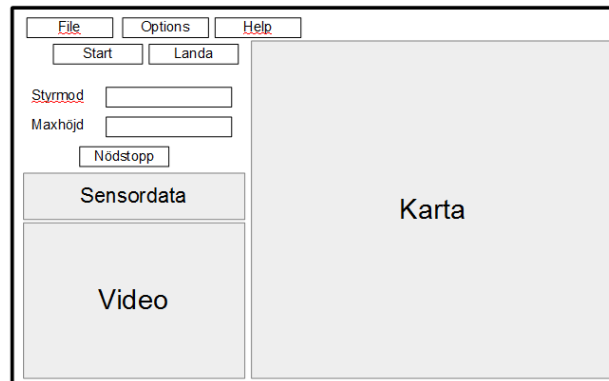 File Options Help
Start Landa
Styrmod
Maxhöjd
Nödstopp
Sensordata
Karta
Video